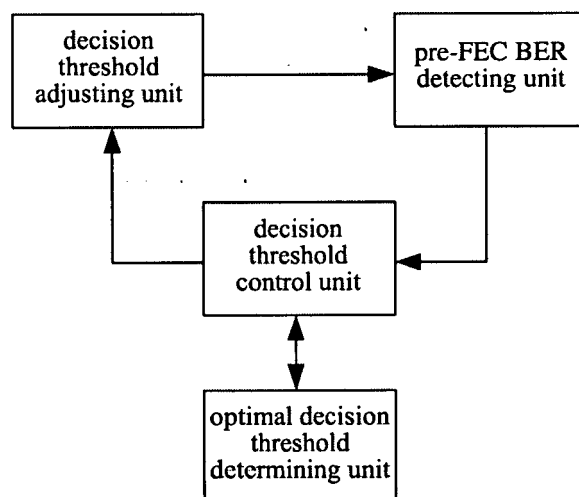 decision
threshold
adjusting unit
pre-FEC BER
detecting unit
decision
threshold
control unit
optimal decision
threshold
determining unit